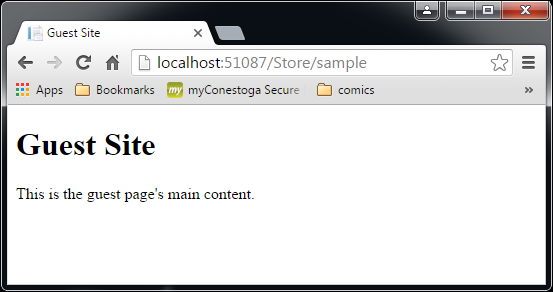 Guest Site
localhost:51087/Store/sample
Apps Bookmarks my myConestoga Secure comics »
Guest Site
This is the guest page's main content.